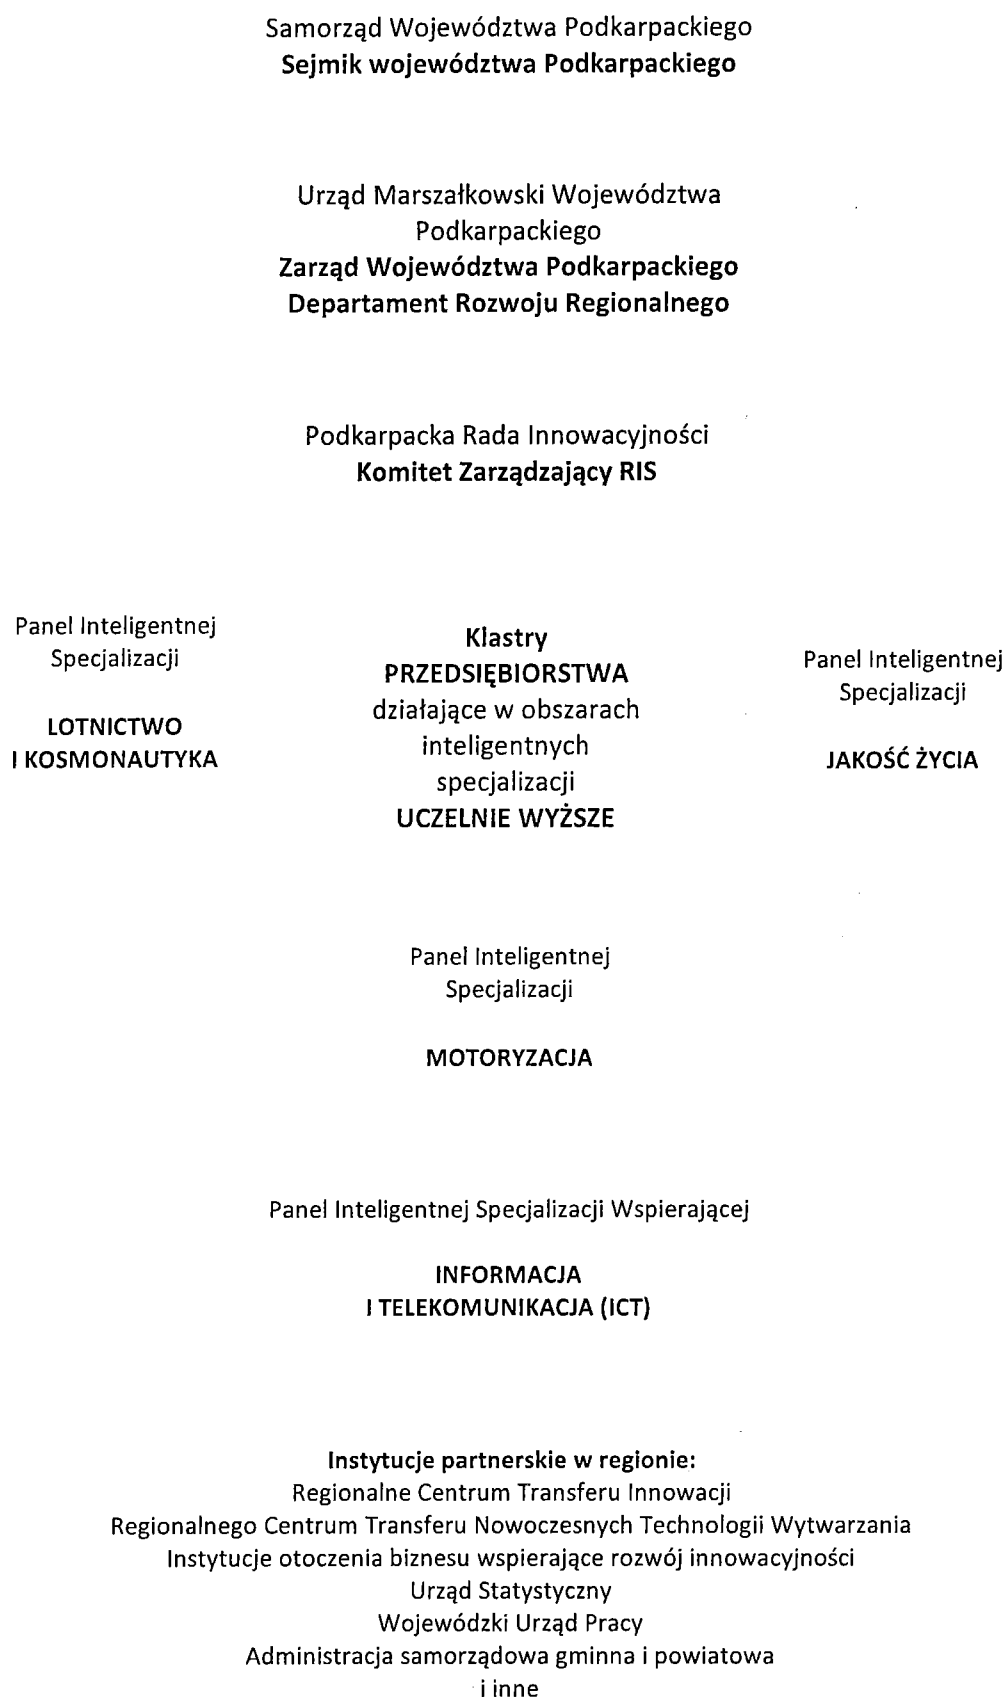 Samorząd Województwa Podkarpackiego
Sejmik województwa Podkarpackiego
Urząd Marszałkowski Województwa
Podkarpackiego
Zarząd Województwa Podkarpackiego
Departament Rozwoju Regionalnego
Podkarpacka Rada Innowacyjności
Komitet Zarządzający RIS
Panel Inteligentnej
Specjalizacji
LOTNICTWO
I KOSMONAUTYKA
Klastry
PRZEDSIĘBIORSTWA
działające w obszarach
inteligentnych
specjalizacji
UCZELNIE WYŻSZE
Panel Inteligentnej
Specjalizacji
JAKOŚĆ ŻYCIA
Panel Inteligentnej
Specjalizacji
MOTORYZACJA
Panel Inteligentnej Specjalizacji Wspierającej
INFORMACJA
I TELEKOMUNIKACJA (ICT)
Instytucje partnerskie w regionie:
Regionalne Centrum Transferu Innowacji
Regionalnego Centrum Transferu Nowoczesnych Technologii Wytwarzania
Instytucje otoczenia biznesu wspierające rozwój innowacyjności
Urząd Statystyczny
Wojewódzki Urząd Pracy
Administracja samorządowa gminna i powiatowa
i inne